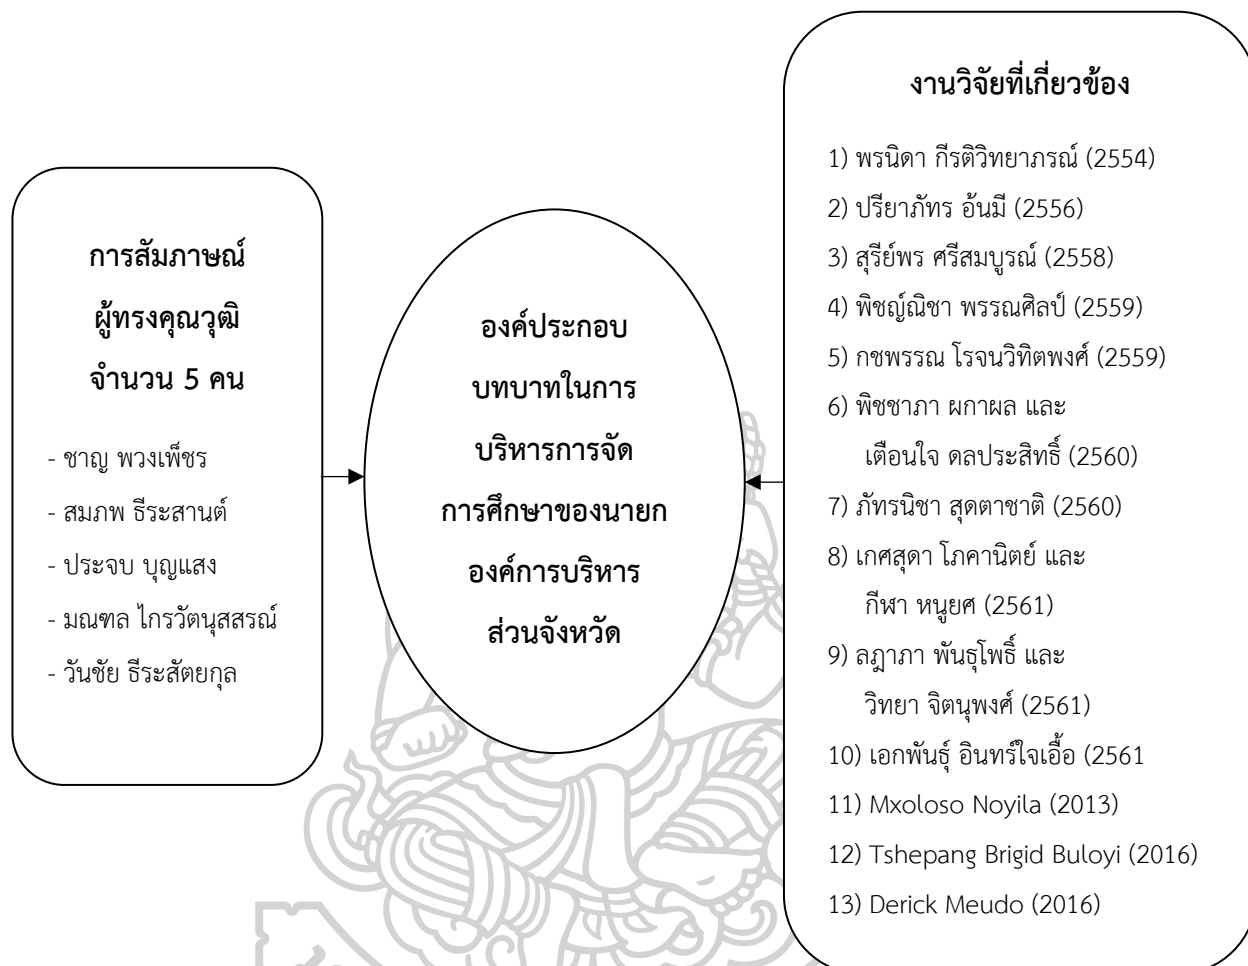 การสัมภาษณ์
ผู้ทรงคุณวุฒิ
จำนวน 5 คน
- ชาญ พวงเพ็ชร
- สมภพ ธีระสานต์
- ประจบ บุญแสง
- มณฑล ไกรวัตนุสสรณ์
- วันชัย ธีระสัตยกุล
องค์ประกอบ
บทบาทในการ
บริหารการจัด
การศึกษาของนายก
องค์การบริหาร
ส่วนจังหวัด
งานวิจัยที่เกี่ยวข้อง
1) พรนิดา กีรติวิทยาภรณ์ (2554)
2) ปรียาภัทร อ้นมี (2556)
3) สุรีย์พร ศรีสมบูรณ์ (2558)
4) พิชญ์ณิชา พรรณศิลป์ (2559)
5) กชพรรณ โรจนวิทิตพงศ์ (2559)
6) พิชชาภา ผกาผล และ
เตือนใจ ดลประสิทธิ์ (2560)
7) ภัทรนิชา สุดตาชาติ (2560)
8) เกศสุดา โภคานิตย์ และ
กีฬา หนูยศ (2561)
9) ลฎาภา พันธุโพธิ์ และ
วิทยา จิตนุพงศ์ (2561)
10) เอกพันธุ์ อินทร์ใจเอื้อ (2561
11) Mxoloso Noyila (2013)
12) Tshepang Brigid Buloyi (2016)
13) Derick Meudo (2016)